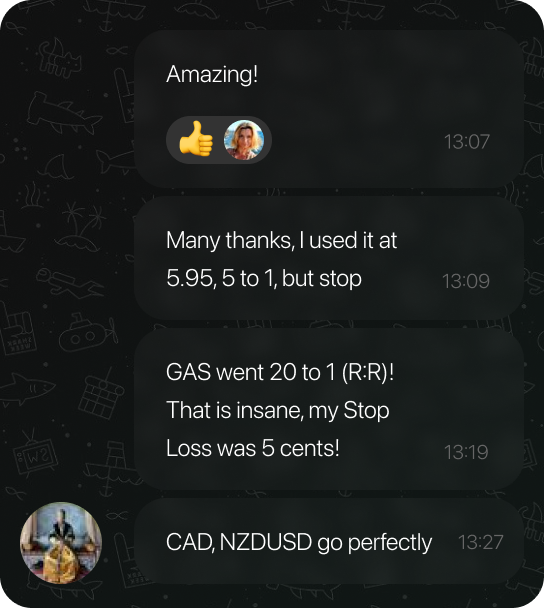 Amazing!
13:07
Many thanks, I used it at
5.95, 5 to 1, but stop
13:09
GAS went 20 to 1 (R:R)!
That is insane, my Stop
Loss was 5 cents!
13:19
CAD, NZDUSD go perfectly
13:27